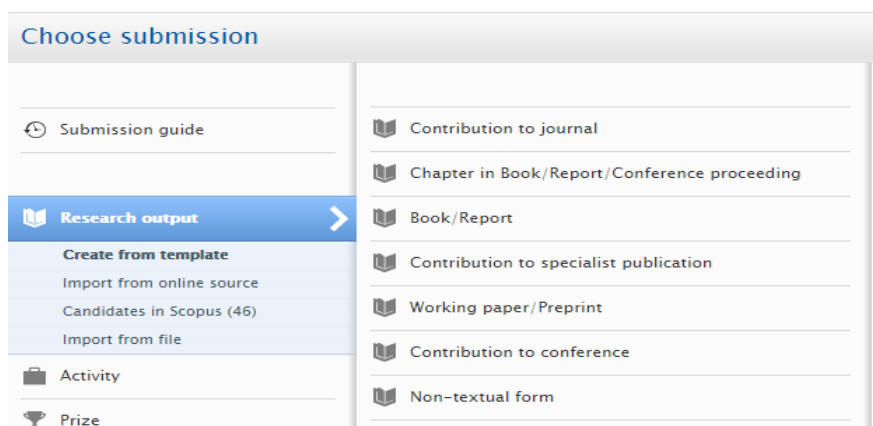 Choose submission
Submission guide
Research output
Create from template
Import from online source
Candidates in Scopus (46)
Import from file
Activity
Prize
Contribution to journal
Chapter in Book/Report/Conference proceeding
Book/Report
Contribution to specialist publication
Working paper/Preprint
Contribution to conference
Non-textual form